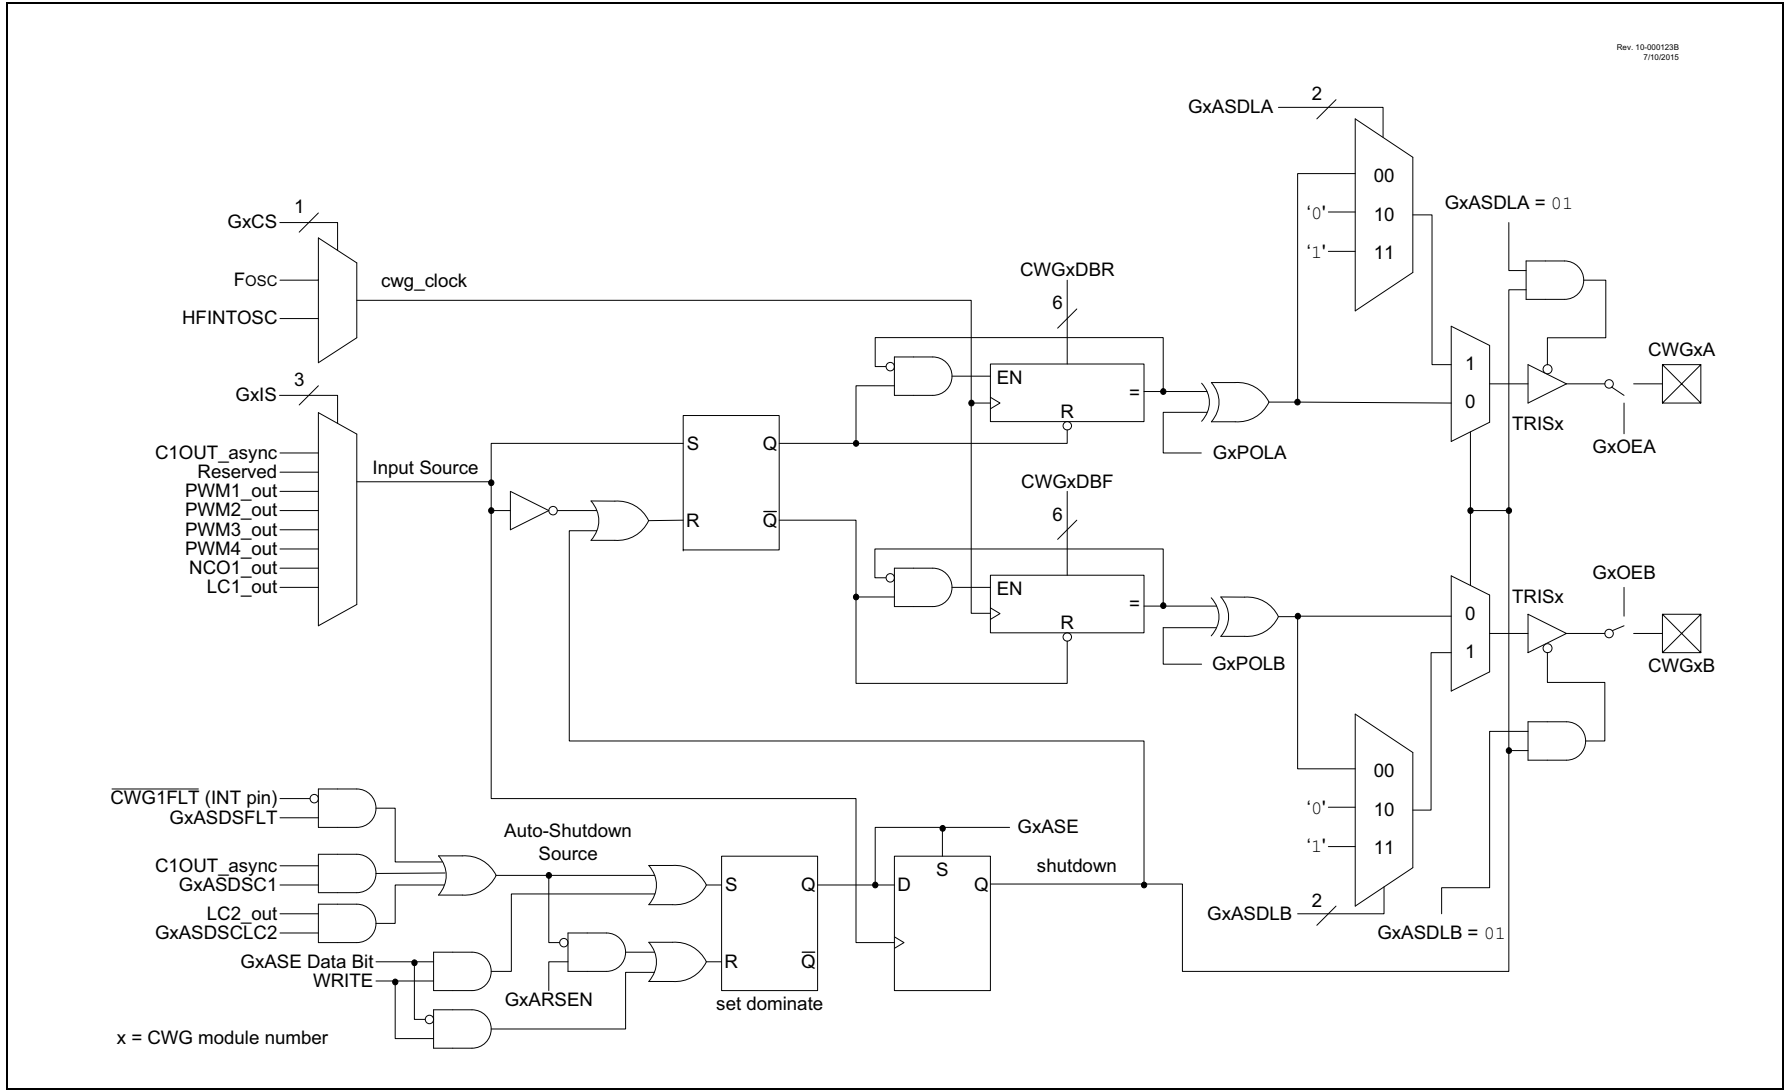 Rev. 10-000123B
7/10/2015
GxASDLA
2
00
'0'
10
'1'
11
GxASDLA = 01
GxCS
1
FOSC
HFINTOSC
cwg_clock
GxIS
3
C1OUT_async
Reserved
PWM1_out
PWM2_out
PWM3_out
PWM4_out
NCO1_out
LC1_out
Input Source
S
Q
R
Q
CWGxDBR
6
EN
=
R
GxPOLA
CWGxDBF
6
EN
=
R
GxPOLB
1
0
TRISx
GxOEA
CWGxA
0
1
TRISx
GxOEB
CWGxB
00
'0'
10
'1'
11
GxASDLB
2
GxASDLB = 01
CWG1FLT (INT pin)
GxASDSFLT
C1OUT_async
GxASDSC1
LC2_out
GxASDSCLC2
GxASE Data Bit
WRITE
Auto-Shutdown
Source
GxARSEN
S
Q
R
Q
set dominate
GxASE
S
D
Q
shutdown
x = CWG module number